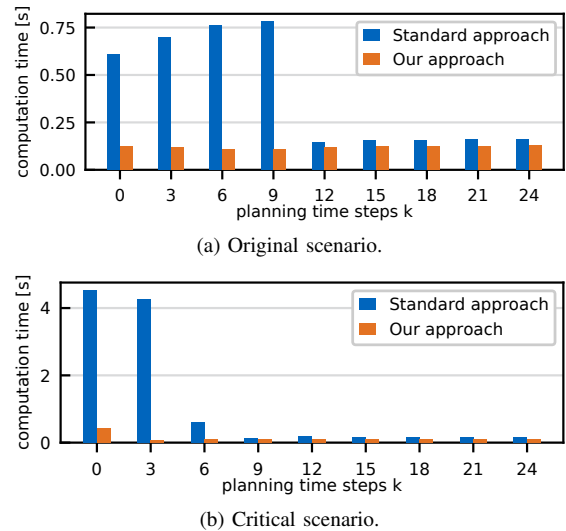 computation time [s]
0.75
0.50
0.25
0.00
Standard approach
Our approach
0 3 6 9 12 15 18 21 24
planning time steps k
(a) Original scenario.
computation time [s]
4
2
0
Standard approach
Our approach
0 3 6 9 12 15 18 21 24
planning time steps k
(b) Critical scenario.